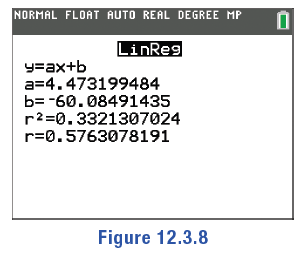 NORMAL FLOAT AUTO REAL DEGREE MP
LinReg
y=ax+b
a=4.473199484
b=-60.08491435
r²=0.3321307024
r=0.5763078191
Figure 12.3.8